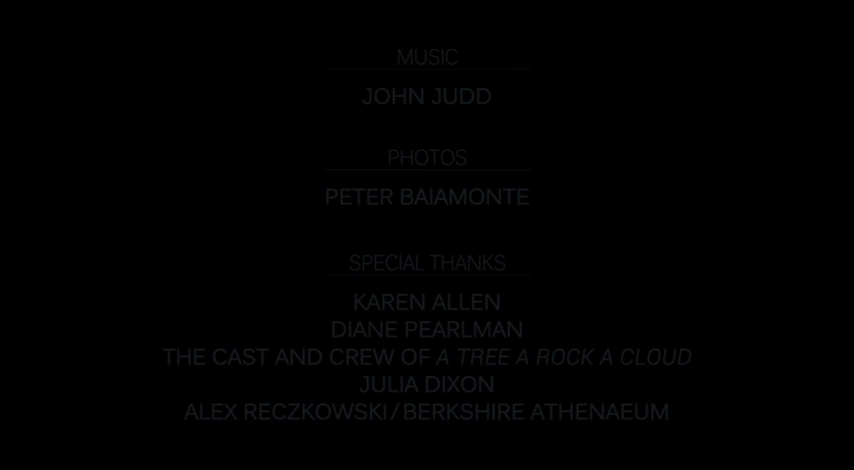 MUSIC
JOHN JUDD
PHOTOS
PETER BAIAMONTE
SPECIAL THANKS
KAREN ALLEN
DIANE PEARLMAN
THE CAST AND CREW OF A TREE A ROCK A CLOUD
JULIA DIXON
ALEX RECZKOWSKI/BERKSHIRE ATHENAEUM